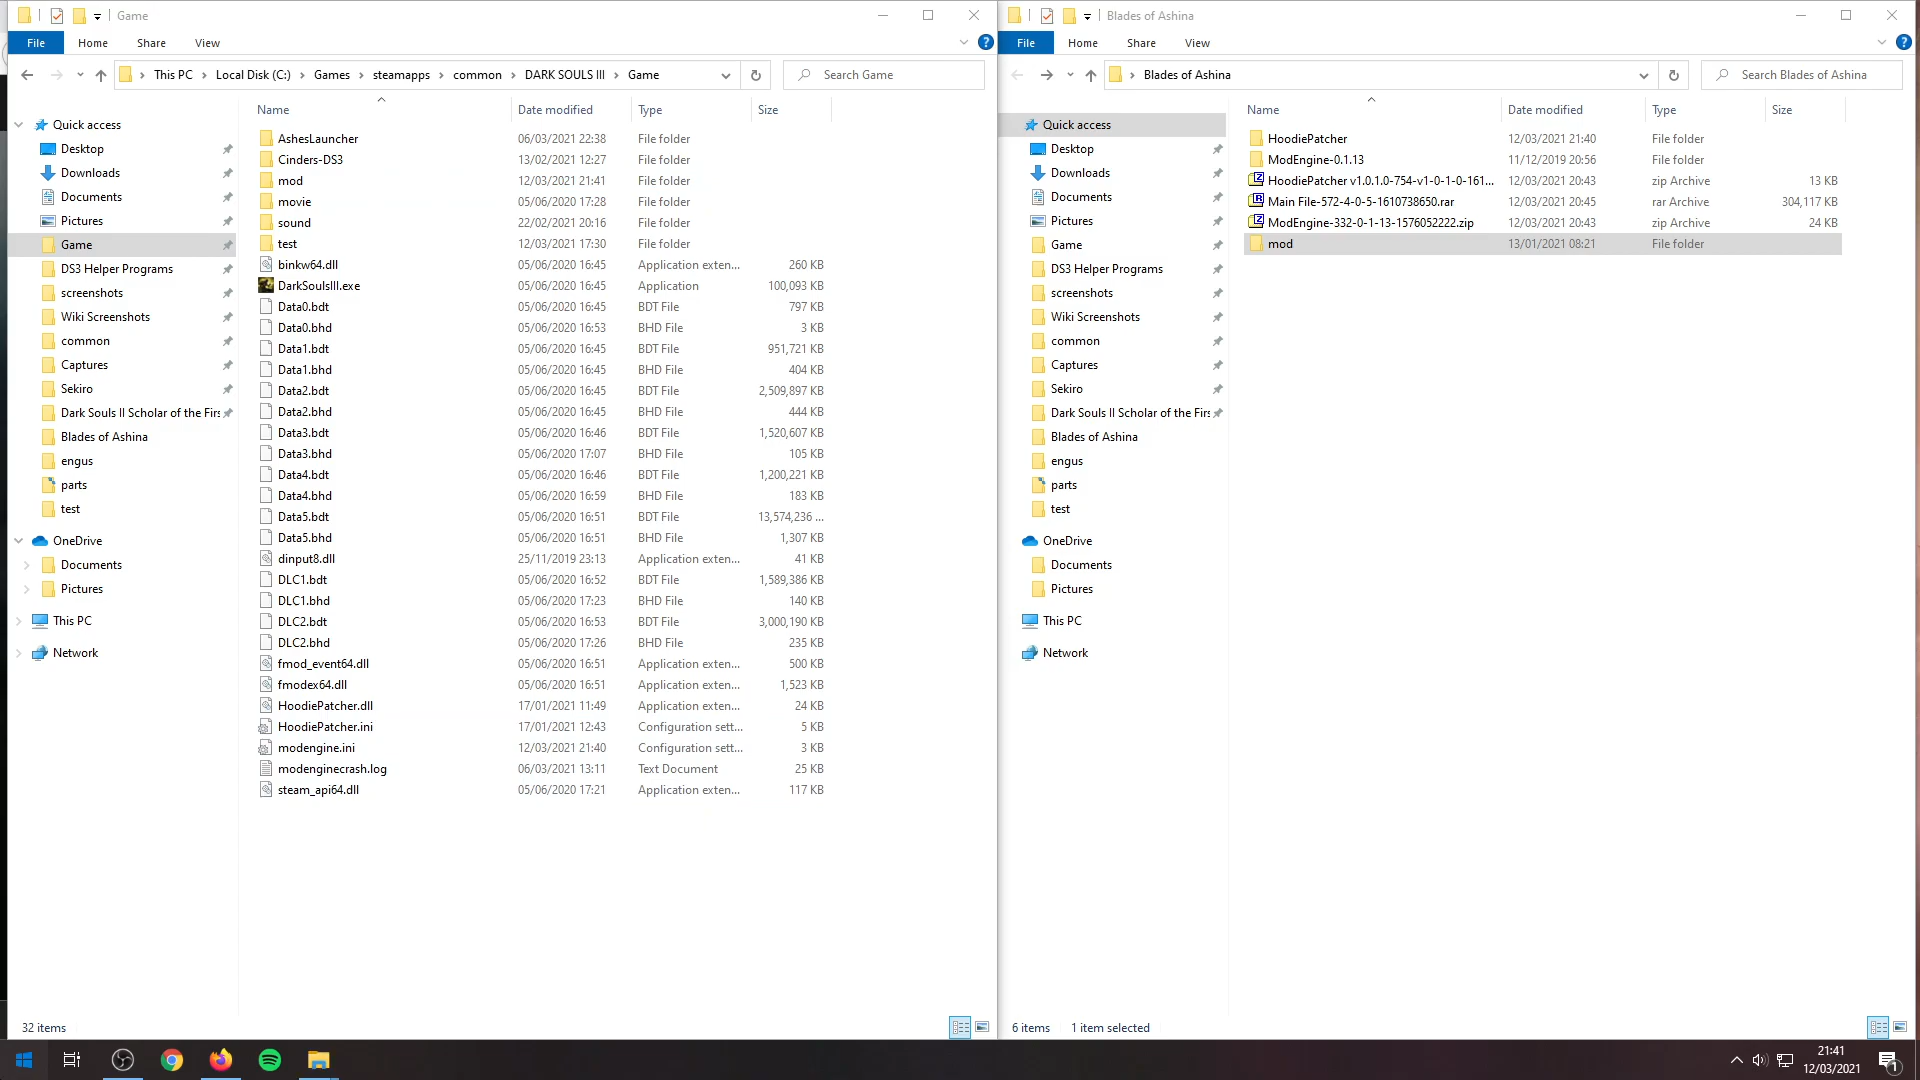 Game
File Home Share View
This PC Local Disk (C:) Games steamapps common DARK SOULS III Game
Search Game
Name Date modified Type Size
Quick access
Desktop
Downloads
Documents
Pictures
Game
DS3 Helper Programs
screenshots
Wiki Screenshots
common
Captures
Sekiro
Dark Souls II Scholar of the Firs
Blades of Ashina
engus
parts
test
OneDrive
Documents
Pictures
This PC
Network
AshesLauncher 06/03/2021 22:38 File folder
Cinders-DS3 13/02/2021 12:27 File folder
mod 12/03/2021 21:41 File folder
movie 05/06/2020 17:28 File folder
sound 22/02/2021 20:16 File folder
test 12/03/2021 17:30 File folder
binkw64.dll 05/06/2020 16:45 Application exten... 260 KB
DarkSoulsIII.exe 05/06/2020 16:45 Application 100,093 KB
Data0.bdt 05/06/2020 16:45 BDT File 797 KB
Data0.bhd 05/06/2020 16:53 BHD File 3 KB
Data1.bdt 05/06/2020 16:45 BDT File 951,721 KB
Data1.bhd 05/06/2020 16:45 BHD File 404 KB
Data2.bdt 05/06/2020 16:45 BDT File 2,509,897 KB
Data2.bhd 05/06/2020 16:45 BHD File 444 KB
Data3.bdt 05/06/2020 16:46 BDT File 1,520,607 KB
Data3.bhd 05/06/2020 17:07 BHD File 105 KB
Data4.bdt 05/06/2020 16:46 BDT File 1,200,221 KB
Data4.bhd 05/06/2020 16:59 BHD File 183 KB
Data5.bdt 05/06/2020 16:51 BDT File 13,574,236 ...
Data5.bhd 05/06/2020 16:51 BHD File 1,307 KB
dinput8.dll 25/11/2019 23:13 Application exten... 41 KB
DLC1.bdt 05/06/2020 16:52 BDT File 1,589,386 KB
DLC1.bhd 05/06/2020 17:23 BHD File 140 KB
DLC2.bdt 05/06/2020 16:53 BDT File 3,000,190 KB
DLC2.bhd 05/06/2020 17:26 BHD File 235 KB
fmod_event64.dll 05/06/2020 16:51 Application exten... 500 KB
fmodex64.dll 05/06/2020 16:51 Application exten... 1,523 KB
HoodiePatcher.dll 17/01/2021 11:49 Application exten... 24 KB
HoodiePatcher.ini 17/01/2021 12:43 Configuration sett... 5 KB
modengine.ini 12/03/2021 21:40 Configuration sett... 3 KB
modenginecrash.log 06/03/2021 13:11 Text Document 25 KB
steam_api64.dll 05/06/2020 17:21 Application exten... 117 KB
32 items
Blades of Ashina
File Home Share View
Blades of Ashina
Search Blades of Ashina
Name Date modified Type Size
Quick access
Desktop
Downloads
Documents
Pictures
Game
DS3 Helper Programs
screenshots
Wiki Screenshots
common
Captures
Sekiro
Dark Souls II Scholar of the Firs
Blades of Ashina
engus
parts
test
OneDrive
Documents
Pictures
This PC
Network
HoodiePatcher 12/03/2021 21:40 File folder
ModEngine-0.1.13 11/12/2019 20:56 File folder
HoodiePatcher v1.0.1.0-754-v1-0-1-0-161... 12/03/2021 20:43 zip Archive 13 KB
Main File-572-4-0-5-1610738650.rar 12/03/2021 20:45 rar Archive 304,117 KB
ModEngine-332-0-1-13-1576052222.zip 12/03/2021 20:43 zip Archive 24 KB
mod 13/01/2021 08:21 File folder
6 items 1 item selected
21:41
12/03/2021
1